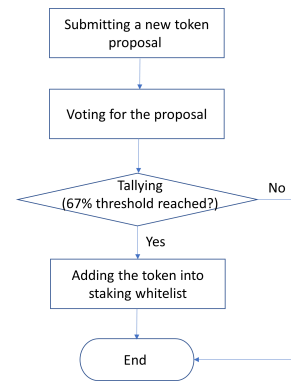 Submitting a new token
proposal
Voting for the proposal
Tallying
(67% threshold reached?)
No
Yes
Adding the token into
staking whitelist
End